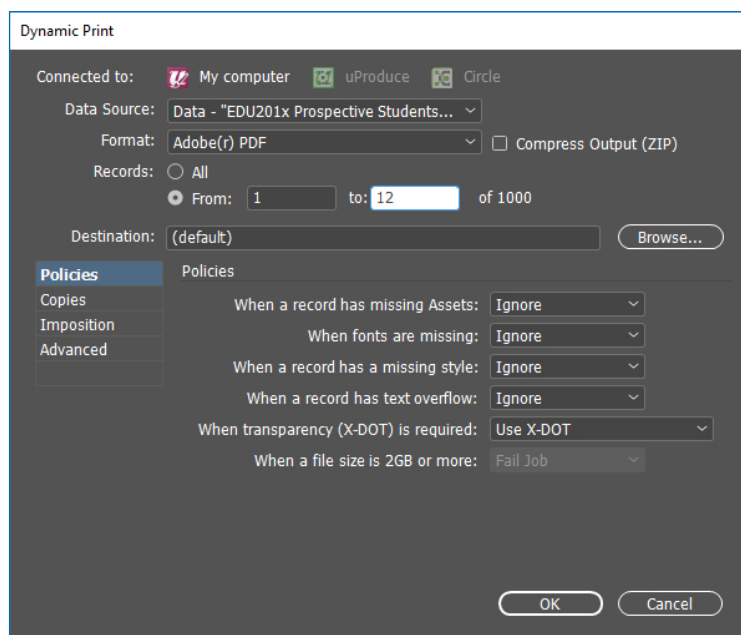 Dynamic Print
Connected to: My computer uProduce Circle
Data Source: Data - "EDU201x Prospective Students...
Format: Adobe(r) PDF Compress Output (ZIP)
Records: All
From: 1 to: 12 of 1000
Destination: (default) Browse...
Policies Policies
Copies When a record has missing Assets: Ignore
Imposition When fonts are missing: Ignore
Advanced When a record has a missing style: Ignore
When a record has text overflow: Ignore
When transparency (X-DOT) is required: Use X-DOT
When a file size is 2GB or more: Fail Job
OK Cancel